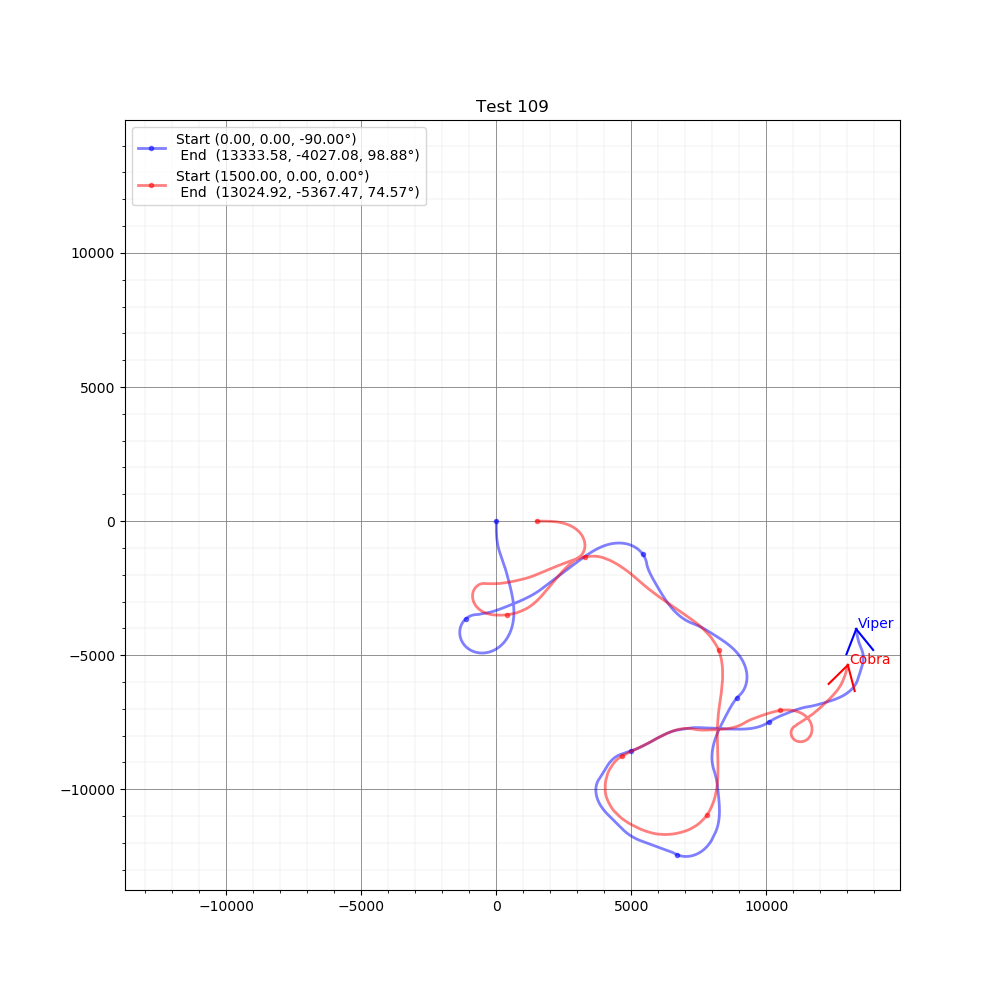 Test 109
Start (0.00, 0.00, -90.00°)
End (13333.58, -4027.08, 98.88°)
Start (1500.00, 0.00, 0.00°)
End (13024.92, -5367.47, 74.57°)
10000
5000
0
Viper
−5000
Cobra
−10000
−10000 −5000 0 5000 10000